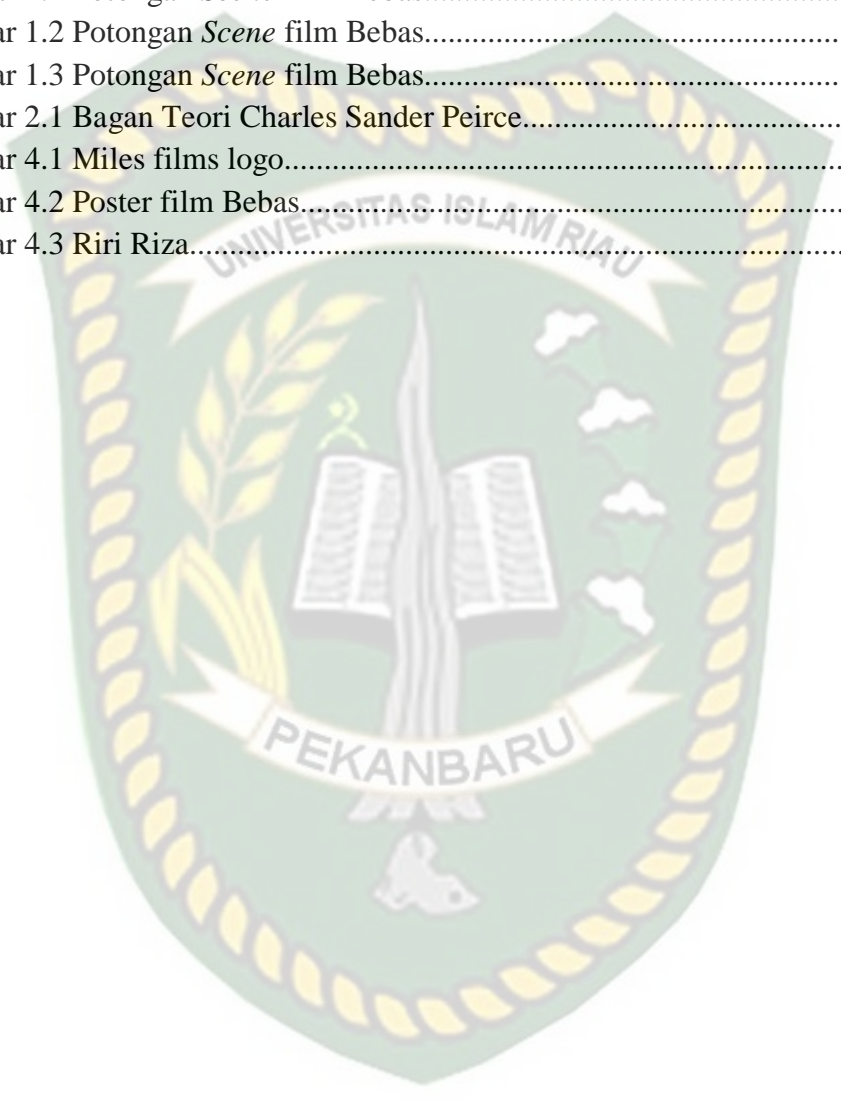 ar 1.2 Potongan Scene film Bebas
ar 1.3 Potongan Scene film Bebas
ar 2.1 Bagan Teori Charles Sander Peirce
ar 4.1 Miles films logo
ar 4.2 Poster film Bebas
ar 4.3 Riri Riza
UNIVERSITAS ISLAM RIAU
PEKANBARU